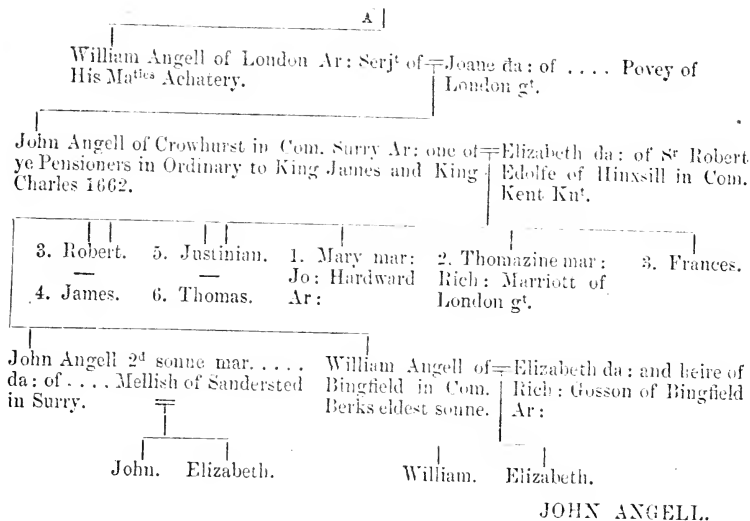 A
William Angell of London Ar: Serjt of
His Maties Achatery.
Joane da: of .... Povey of
London gt.
John Angell of Crowhurst in Com. Surry Ar: one of
ye Pensioners in Ordinary to King James and King
Charles 1662.
Elizabeth da: of Sr Robert
Edolfe of Hinxsill in Com.
Kent Knt.
3. Robert.
4. James.
5. Justinian.
6. Thomas.
1. Mary mar:
Jo: Hardward
Ar:
2. Thomazine mar:
Rich: Marriott of
London gt.
3. Frances.
John Angell 2d sonne mar.....
da: of .... Mellish of Sandersted
in Surry.
William Angell of
Bingfield in Com.
Berks eldest sonne.
Elizabeth da: and heire of
Rich: Gosson of Bingfield
Ar:
John. Elizabeth.
William. Elizabeth.
JOHN ANGELL.